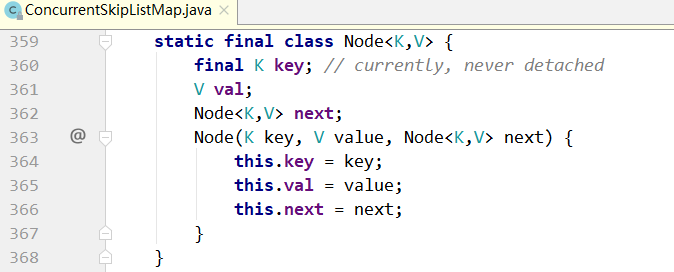 ConcurrentSkipListMap.java
359 static final class Node<K,V> {
360 final K key; // currently, never detached
361 V val;
362 Node<K,V> next;
363 @ Node(K key, V value, Node<K,V> next) {
364 this.key = key;
365 this.val = value;
366 this.next = next;
367 }
368 }